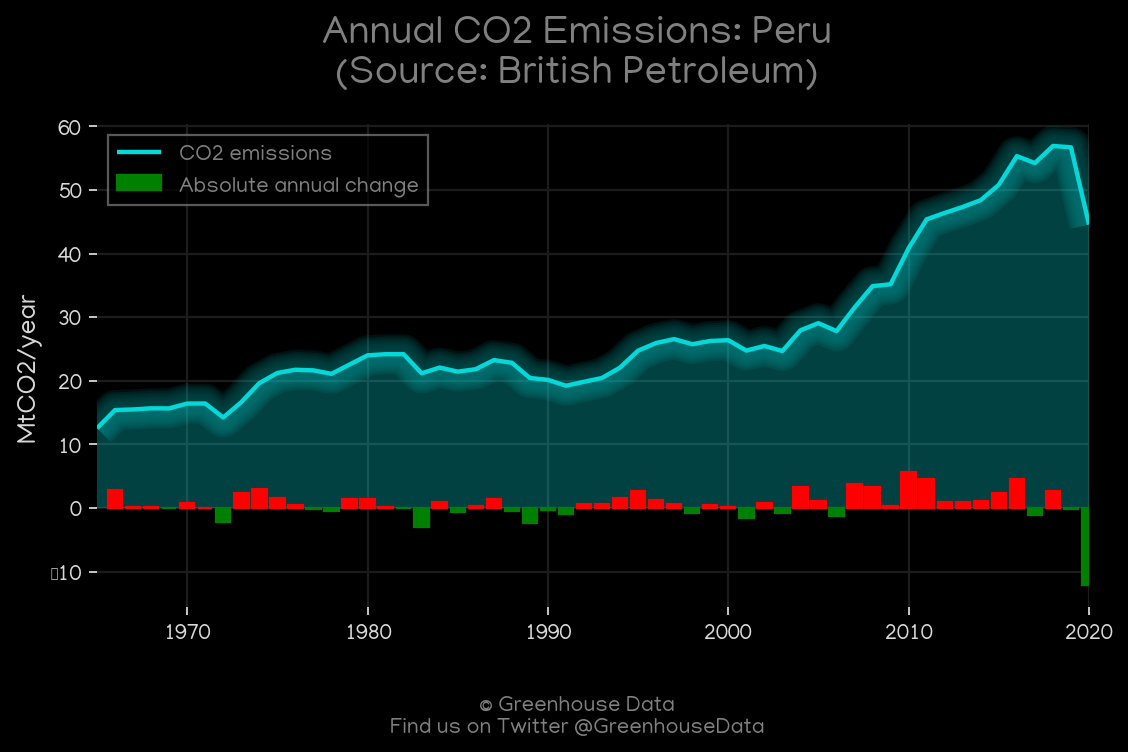 Annual CO2 Emissions: Peru
(Source: British Petroleum)
CO2 emissions
Absolute annual change
MtCO2/year
60
50
40
30
20
10
0
▯10
1970
1980
1990
2000
2010
2020
© Greenhouse Data
Find us on Twitter @GreenhouseData